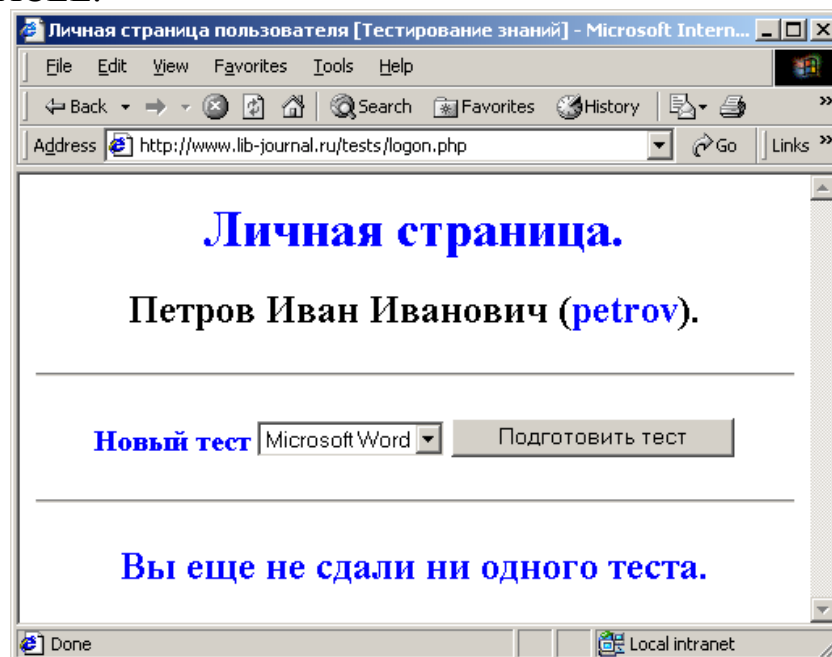 Личная страница пользователя [Тестирование знаний] - Microsoft Intern...
File Edit View Favorites Tools Help
Back Search Favorites History »
Address http://www.lib-journal.ru/tests/logon.php Go Links »
Личная страница.
Петров Иван Иванович (petrov).
Новый тест Microsoft Word Подготовить тест
Вы еще не сдали ни одного теста.
Done Local intranet